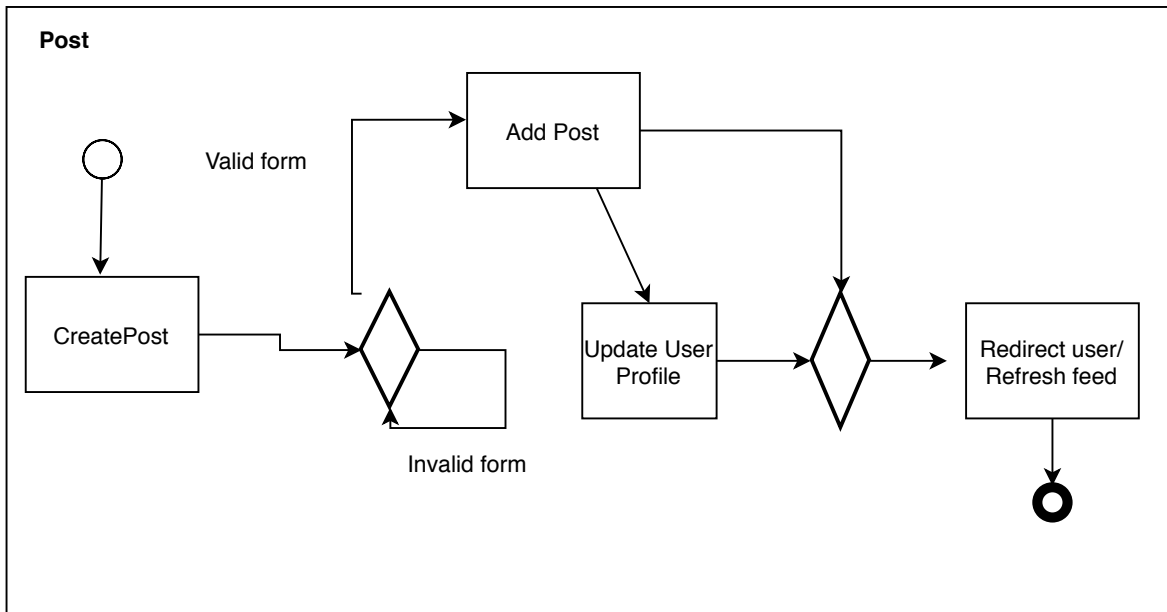 Post
Valid form
Add Post
CreatePost
Update User
Profile
Redirect user/
Refresh feed
Invalid form